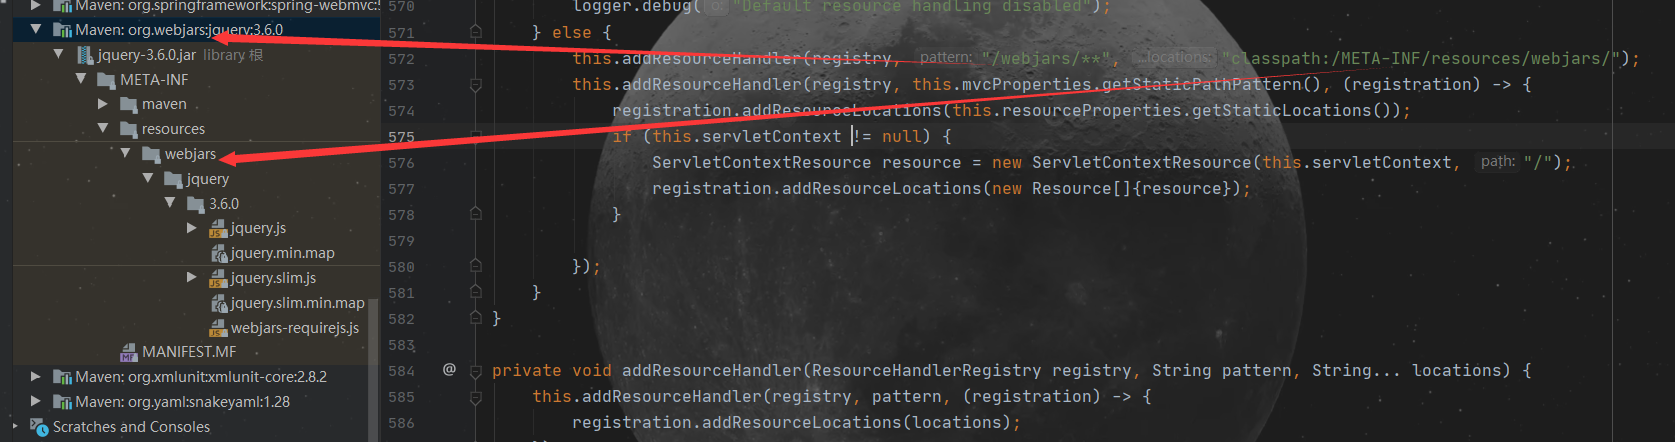 Maven: org.springframework:spring-webmvc:5
Maven: org.webjars:jquery:3.6.0
jquery-3.6.0.jar library 根
META-INF
maven
resources
webjars
jquery
3.6.0
jquery.js
jquery.min.map
jquery.slim.js
jquery.slim.min.map
webjars-requirejs.js
MANIFEST.MF
Maven: org.xmlunit:xmlunit-core:2.8.2
Maven: org.yaml:snakeyaml:1.28
Scratches and Consoles
570 logger.debug( o: "Default resource handling disabled");
571 } else {
572 this.addResourceHandler(registry, pattern: "/webjars/**", ...locations: "classpath:/META-INF/resources/webjars/");
573 this.addResourceHandler(registry, this.mvcProperties.getStaticPathPattern(), (registration) -> {
574 registration.addResourceLocations(this.resourceProperties.getStaticLocations());
575 if (this.servletContext != null) {
576 ServletContextResource resource = new ServletContextResource(this.servletContext, path: "/");
577 registration.addResourceLocations(new Resource[]{resource});
578 }
579
580 });
581 }
582 }
583
584 @ private void addResourceHandler(ResourceHandlerRegistry registry, String pattern, String... locations) {
585 this.addResourceHandler(registry, pattern, (registration) -> {
586 registration.addResourceLocations(locations);